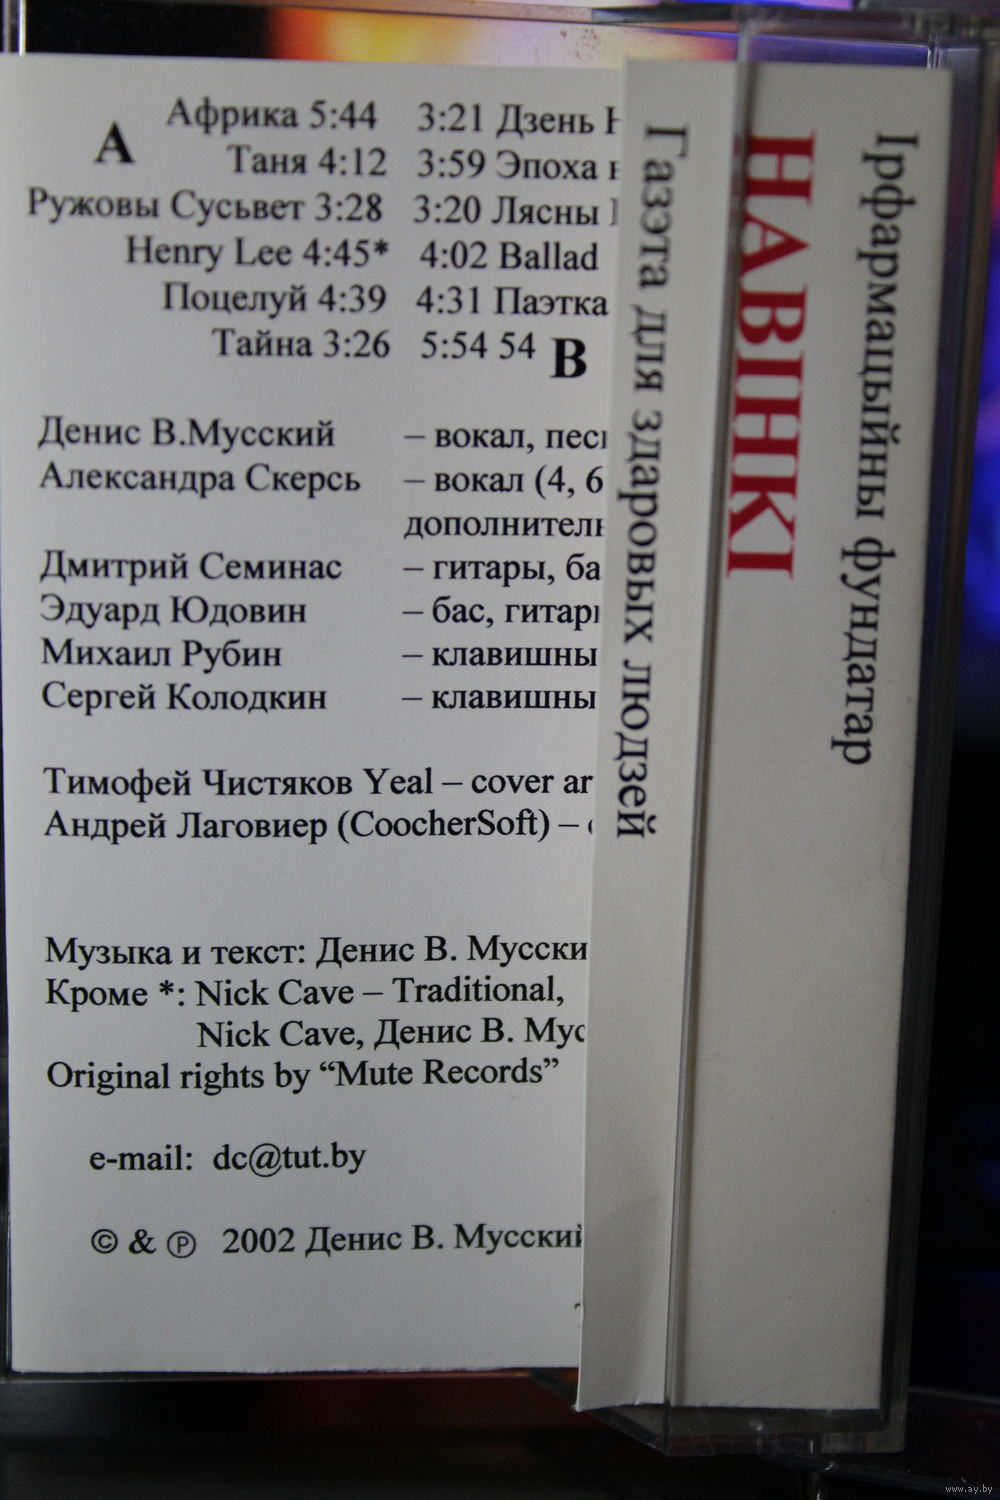 A
Африка 5:44 3:21 Дзень
Таня 4:12 3:59 Эпоха
Ружовы Сусьвет 3:28 3:20 Лясны
Henry Lee 4:45* 4:02 Ballad
Поцелуй 4:39 4:31 Паэтка
Тайна 3:26 5:54 54
B
Денис В.Мусский – вокал,
Александра Скерсь – вокал (4, 6
Дмитрий Семинас – гитары,
Эдуард Юдовин – бас,
Михаил Рубин –
Сергей Колодкин –
Тимофей Чистяков Yeal – cover
Андрей Лаговиер (CoocherSoft) –
Музыка и текст: Денис В.
Кроме *: Nick Cave – Traditional,
Nick Cave, Денис В.
Original rights by “Mute Records”
e-mail: dc@tut.by
© & ℗ 2002 Денис В. Мусский
Газэта для здаровых людзей
НАВІНКІ
Ірфармацыйны фундатар
www.ay.by